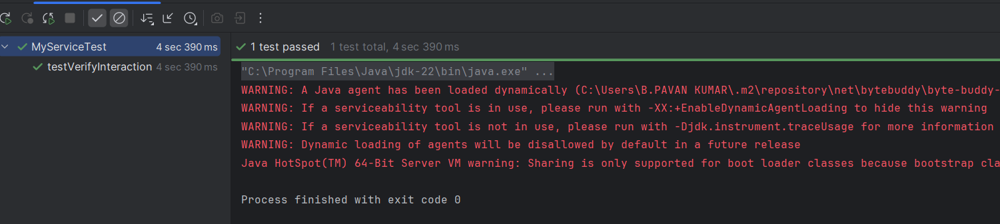 MyServiceTest 4 sec 390 ms
testVerifyInteraction 4 sec 390 ms
1 test passed 1 test total, 4 sec 390 ms
"C:\Program Files\Java\jdk-22\bin\java.exe" ...
WARNING: A Java agent has been loaded dynamically (C:\Users\B.PAVAN KUMAR\.m2\repository\net\bytebuddy\byte-buddy-
WARNING: If a serviceability tool is in use, please run with -XX:+EnableDynamicAgentLoading to hide this warning
WARNING: If a serviceability tool is not in use, please run with -Djdk.instrument.traceUsage for more information
WARNING: Dynamic loading of agents will be disallowed by default in a future release
Java HotSpot(TM) 64-Bit Server VM warning: Sharing is only supported for boot loader classes because bootstrap cla
Process finished with exit code 0